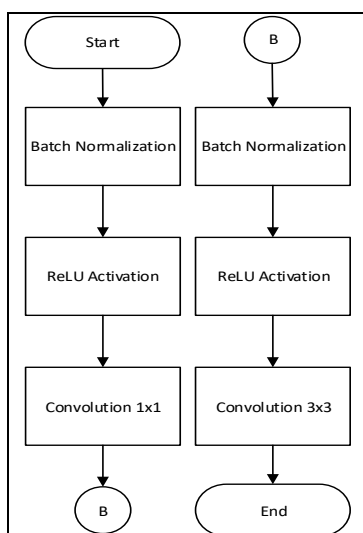 Start
Batch Normalization
ReLU Activation
Convolution 1x1
B
B
Batch Normalization
ReLU Activation
Convolution 3x3
End